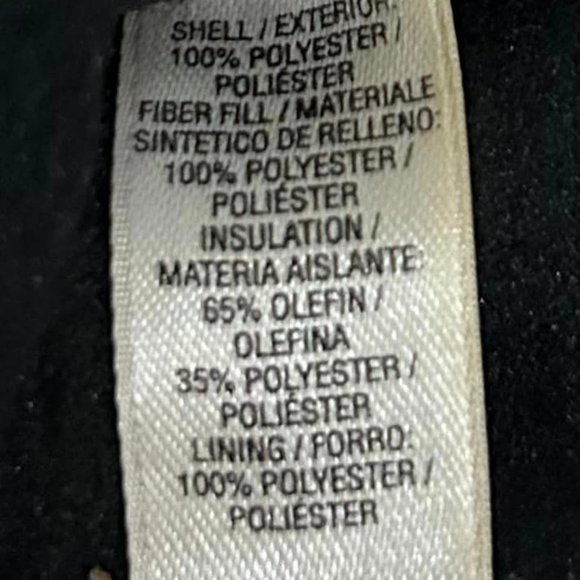 SHELL / EXTERIOR:
100% POLYESTER /
POLIÉSTER
FIBER FILL / MATERIALE
SINTETICO DE RELLENO:
100% POLYESTER /
POLIÉSTER
INSULATION /
MATERIA AISLANTE:
65% OLEFIN /
OLEFINA
35% POLYESTER /
POLIÉSTER
LINING / FORRO:
100% POLYESTER /
POLIÉSTER